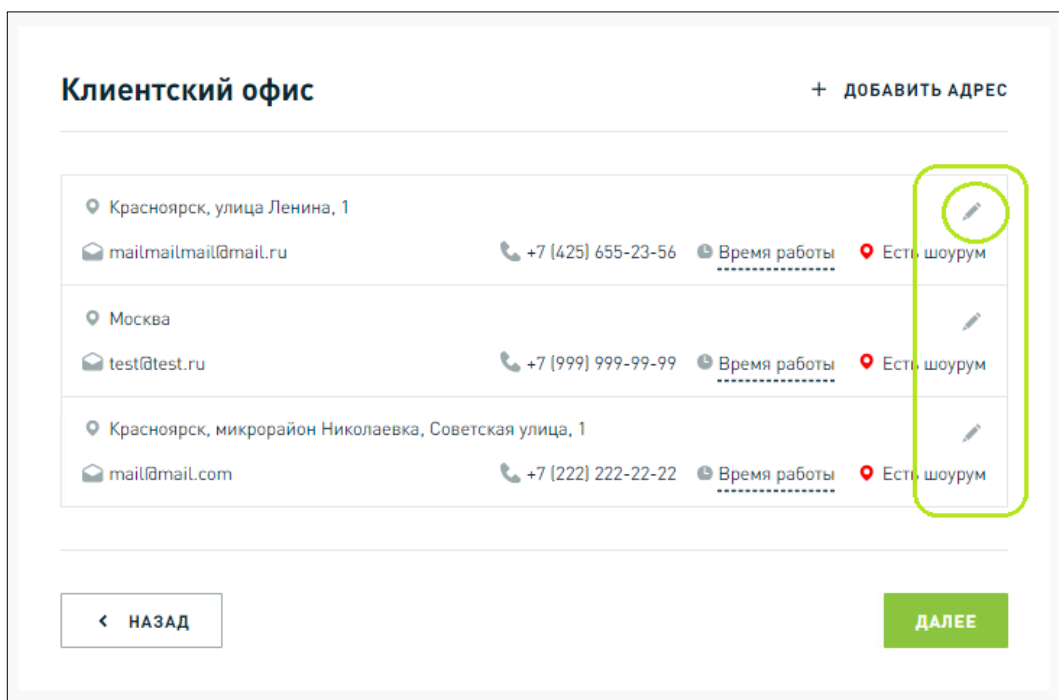 Клиентский офис
+ ДОБАВИТЬ АДРЕС
Красноярск, улица Ленина, 1
mailmailmail@mail.ru +7 (425) 655-23-56 Время работы Есть шоурум
Москва
test@test.ru +7 (999) 999-99-99 Время работы Есть шоурум
Красноярск, микрорайон Николаевка, Советская улица, 1
mail@mail.com +7 (222) 222-22-22 Время работы Есть шоурум
НАЗАД
ДАЛЕЕ